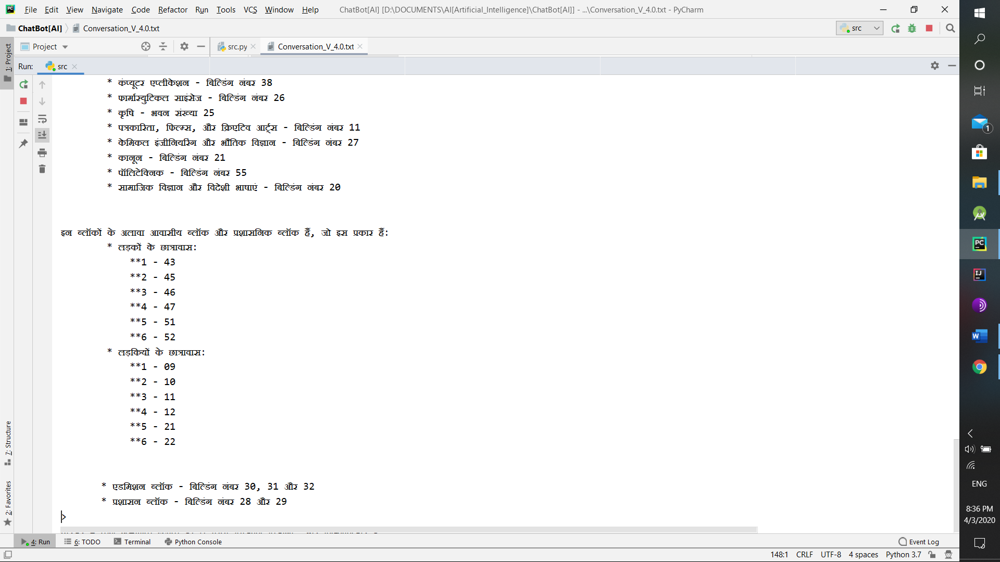 File Edit View Navigate Code Refactor Run Tools VCS Window Help ChatBot[AI] [D:\DOCUMENTS\AI[Artificial_Intelligence]\ChatBot[AI]] - ...\Conversation_V_4.0.txt - PyCharm
ChatBot[AI] Conversation_V_4.0.txt src
Project src.py Conversation_V_4.0.txt
Run: src
1: Project
* कंप्यूटर एप्लीकेशन - बिल्डिंग नंबर 38
* फार्मास्युटिकल साइंसेज - बिल्डिंग नंबर 26
* कृषि - भवन संख्या 25
* पत्रकारिता, फिल्म्स, और क्रिएटिव आर्ट्स - बिल्डिंग नंबर 11
* केमिकल इंजीनियरिंग और भौतिक विज्ञान - बिल्डिंग नंबर 27
* कानून - बिल्डिंग नंबर 21
* पॉलिटेक्निक - बिल्डिंग नंबर 55
* सामाजिक विज्ञान और विदेशी भाषाएं - बिल्डिंग नंबर 20
इन ब्लॉकों के अलावा आवासीय ब्लॉक और प्रशासनिक ब्लॉक हैं, जो इस प्रकार हैं:
* लड़कों के छात्रावास:
**1 - 43
**2 - 45
**3 - 46
**4 - 47
**5 - 51
**6 - 52
* लड़कियों के छात्रावास:
**1 - 09
**2 - 10
**3 - 11
**4 - 12
**5 - 21
**6 - 22
* एडमिशन ब्लॉक - बिल्डिंग नंबर 30, 31 और 32
* प्रशासन ब्लॉक - बिल्डिंग नंबर 28 और 29
>
7: Structure
2: Favorites
4: Run 6: TODO Terminal Python Console Event Log
148:1 CRLF UTF-8 4 spaces Python 3.7
PC
1
PC
IJ
W
ENG
8:36 PM
4/3/2020